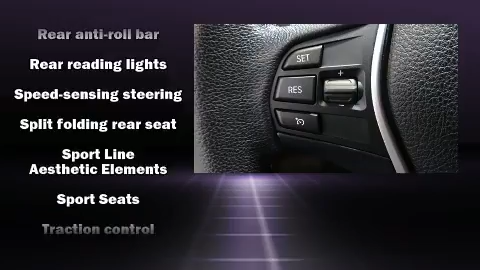 Rear anti-roll bar
Rear reading lights
Speed-sensing steering
Split folding rear seat
Sport Line
Aesthetic Elements
Sport Seats
Traction control
SET
+
RES